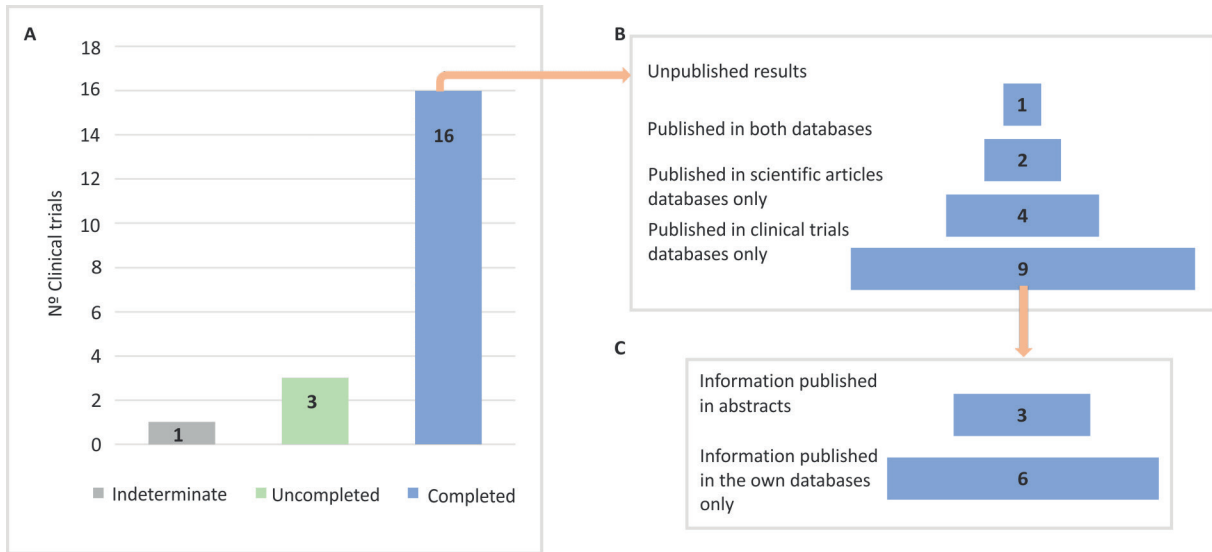 A
18
16
14
12
10
8
6
4
2
0
Nº Clinical trials
1
3
16
Indeterminate
Uncompleted
Completed
B
Unpublished results
1
Published in both databases
2
Published in scientific articles
databases only
4
Published in clinical trials
databases only
9
C
Information published
in abstracts
3
Information published
in the own databases
only
6